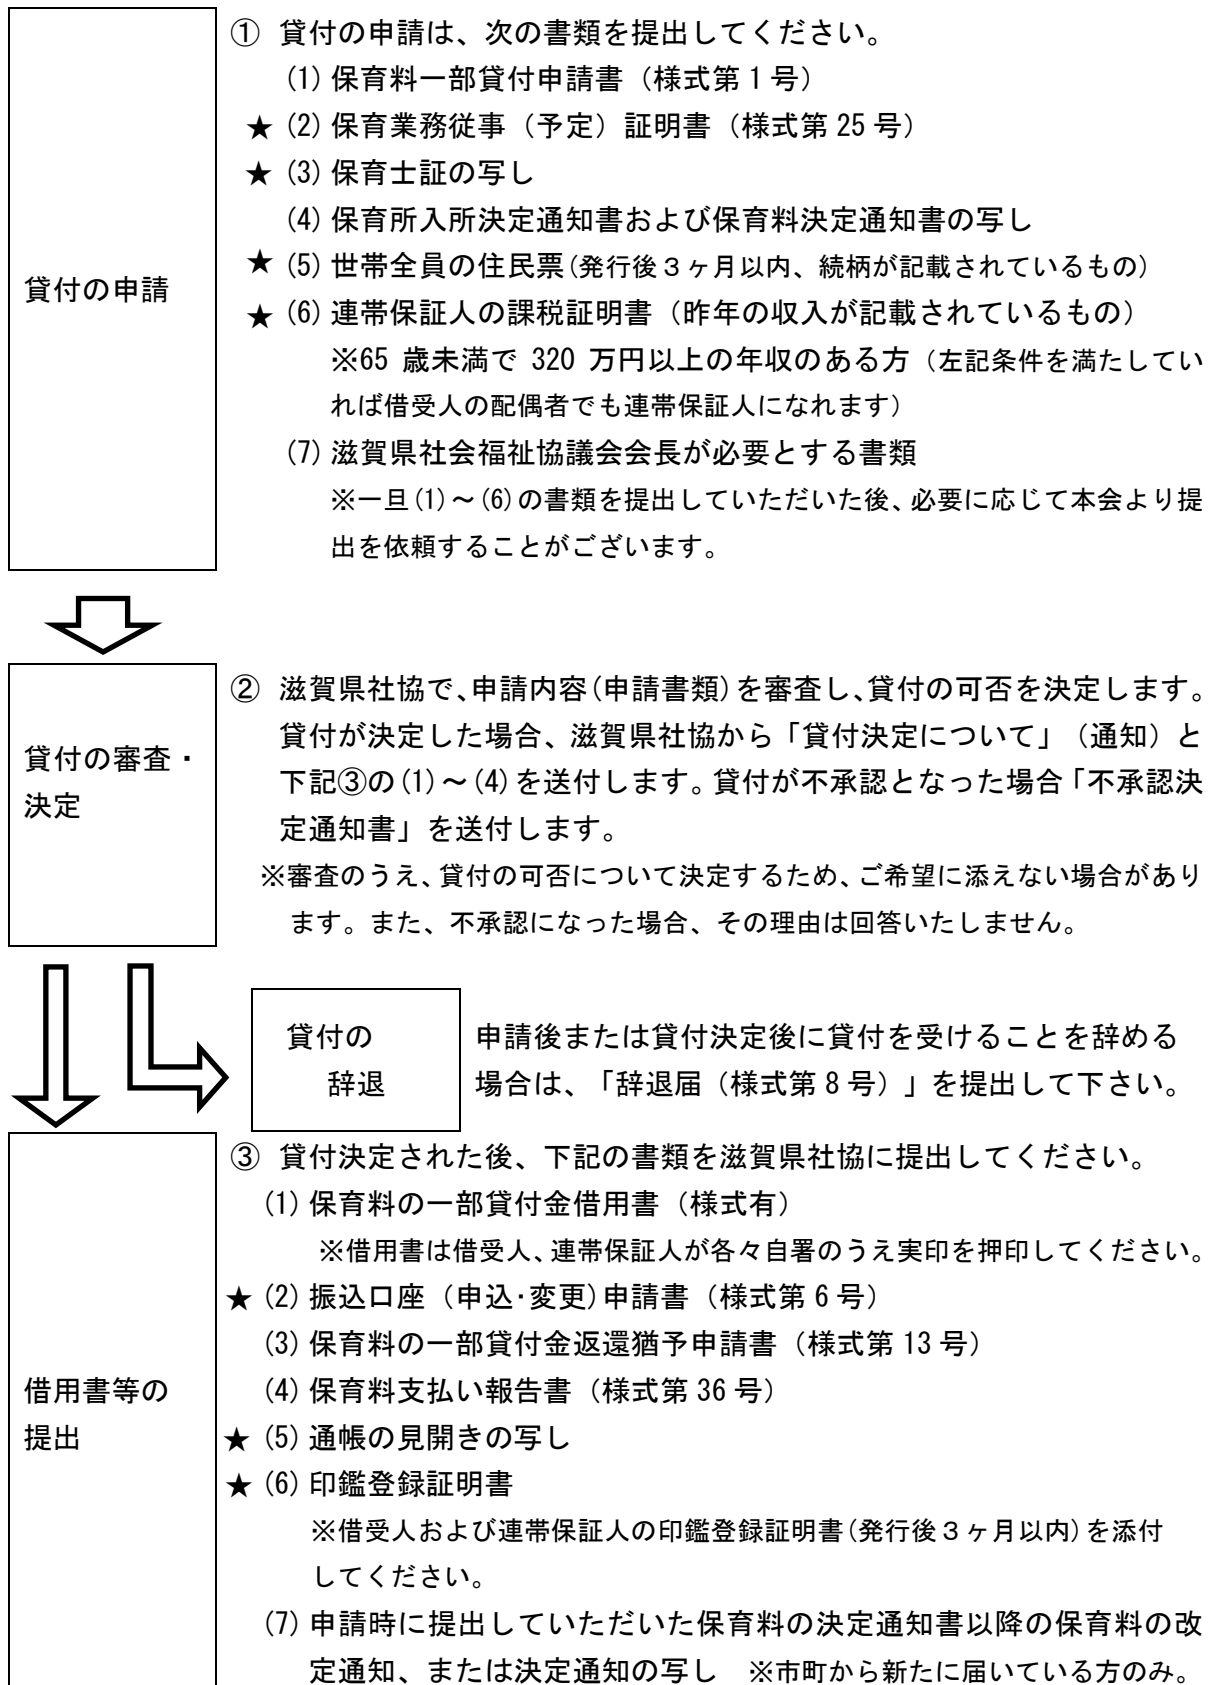 貸付の申請
① 貸付の申請は、次の書類を提出してください。
(1)保育料一部貸付申請書（様式第1号）
★(2)保育業務従事（予定）証明書（様式第25号）
★(3)保育士証の写し
(4)保育所入所決定通知書および保育料決定通知書の写し
★(5)世帯全員の住民票(発行後３ヶ月以内、続柄が記載されているもの)
★(6)連帯保証人の課税証明書（昨年の収入が記載されているもの）
※65 歳未満で 320 万円以上の年収のある方（左記条件を満たしてい
れば借受人の配偶者でも連帯保証人になれます）
(7)滋賀県社会福祉協議会会長が必要とする書類
※一旦(1)～(6)の書類を提出していただいた後、必要に応じて本会より提
出を依頼することがございます。
貸付の審査・
決定
② 滋賀県社協で、申請内容(申請書類)を審査し、貸付の可否を決定します。
貸付が決定した場合、滋賀県社協から「貸付決定について」（通知）と
下記③の(1)～(4)を送付します。貸付が不承認となった場合「不承認決
定通知書」を送付します。
※審査のうえ、貸付の可否について決定するため、ご希望に添えない場合があり
ます。また、不承認になった場合、その理由は回答いたしません。
貸付の
辞退
申請後または貸付決定後に貸付を受けることを辞める
場合は、「辞退届（様式第8号）」を提出して下さい。
借用書等の
提出
③ 貸付決定された後、下記の書類を滋賀県社協に提出してください。
(1)保育料の一部貸付金借用書（様式有）
※借用書は借受人、連帯保証人が各々自署のうえ実印を押印してください。
★(2)振込口座（申込・変更)申請書（様式第6号）
(3)保育料の一部貸付金返還猶予申請書（様式第13号）
(4)保育料支払い報告書（様式第36号）
★(5)通帳の見開きの写し
★(6)印鑑登録証明書
※借受人および連帯保証人の印鑑登録証明書(発行後３ヶ月以内)を添付
してください。
(7)申請時に提出していただいた保育料の決定通知書以降の保育料の改
定通知、または決定通知の写し ※市町から新たに届いている方のみ。